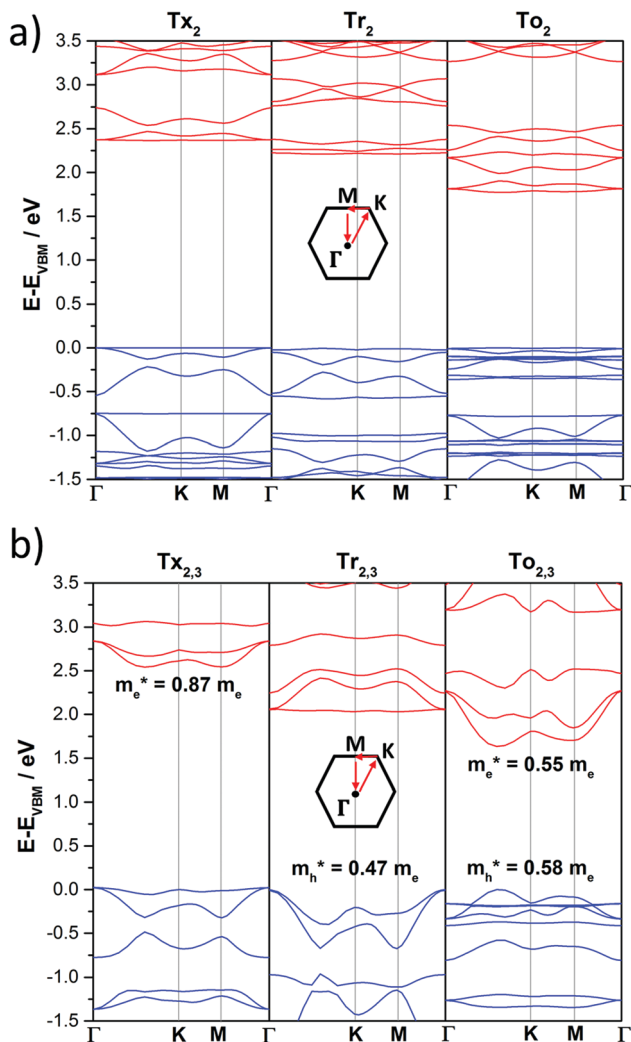 a)
Tx2 Tr2 To2
3.5
3.0
2.5
2.0
1.5
1.0
0.5
0.0
-0.5
-1.0
-1.5
E-EVBM / eV
M
K
Γ
Γ K M Γ K M Γ K M Γ
b)
Tx2,3 Tr2,3 To2,3
3.5
3.0
2.5
2.0
1.5
1.0
0.5
0.0
-0.5
-1.0
-1.5
E-EVBM / eV
me* = 0.87 me
M
K
Γ
me* = 0.55 me
mh* = 0.47 me
mh* = 0.58 me
Γ K M Γ K M Γ K M Γ